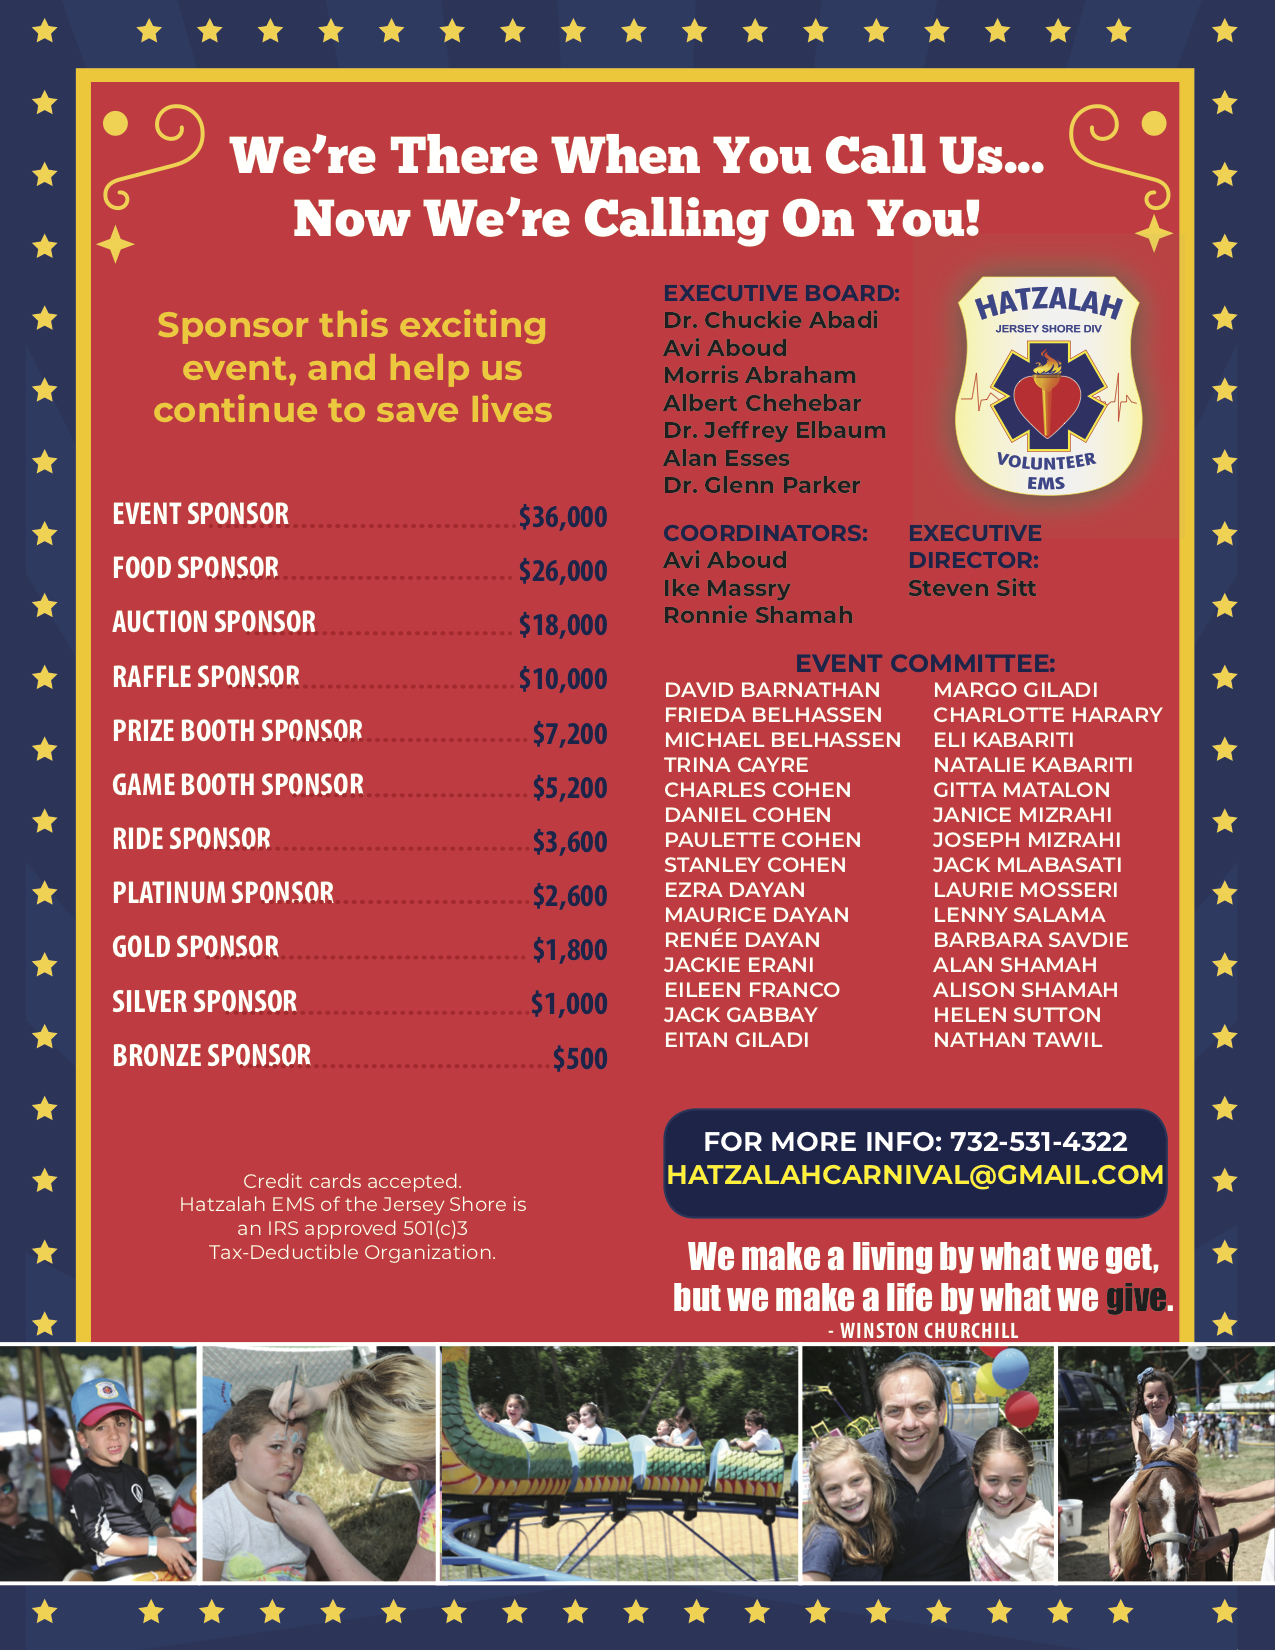 We're There When You Call Us...
Now We're Calling On You!
Sponsor this exciting
event, and help us
continue to save lives
EVENT SPONSOR $36,000
FOOD SPONSOR $26,000
AUCTION SPONSOR $18,000
RAFFLE SPONSOR $10,000
PRIZE BOOTH SPONSOR $7,200
GAME BOOTH SPONSOR $5,200
RIDE SPONSOR $3,600
PLATINUM SPONSOR $2,600
GOLD SPONSOR $1,800
SILVER SPONSOR $1,000
BRONZE SPONSOR $500
Credit cards accepted.
Hatzalah EMS of the Jersey Shore is
an IRS approved 501(c)3
Tax-Deductible Organization.
EXECUTIVE BOARD:
Dr. Chuckie Abadi
Avi Aboud
Morris Abraham
Albert Chehebar
Dr. Jeffrey Elbaum
Alan Esses
Dr. Glenn Parker
HATZALAH
JERSEY SHORE DIV
VOLUNTEER
EMS
COORDINATORS:
Avi Aboud
Ike Massry
Ronnie Shamah
EXECUTIVE
DIRECTOR:
Steven Sitt
EVENT COMMITTEE:
DAVID BARNATHAN
FRIEDA BELHASSEN
MICHAEL BELHASSEN
TRINA CAYRE
CHARLES COHEN
DANIEL COHEN
PAULETTE COHEN
STANLEY COHEN
EZRA DAYAN
MAURICE DAYAN
RENÉE DAYAN
JACKIE ERANI
EILEEN FRANCO
JACK GABBAY
EITAN GILADI
MARGO GILADI
CHARLOTTE HARARY
ELI KABARITI
NATALIE KABARITI
GITTA MATALON
JANICE MIZRAHI
JOSEPH MIZRAHI
JACK MLABASATI
LAURIE MOSSERI
LENNY SALAMA
BARBARA SAVDIE
ALAN SHAMAH
ALISON SHAMAH
HELEN SUTTON
NATHAN TAWIL
FOR MORE INFO: 732-531-4322
HATZALAHCARNIVAL@GMAIL.COM
We make a living by what we get,
but we make a life by what we give.
- WINSTON CHURCHILL